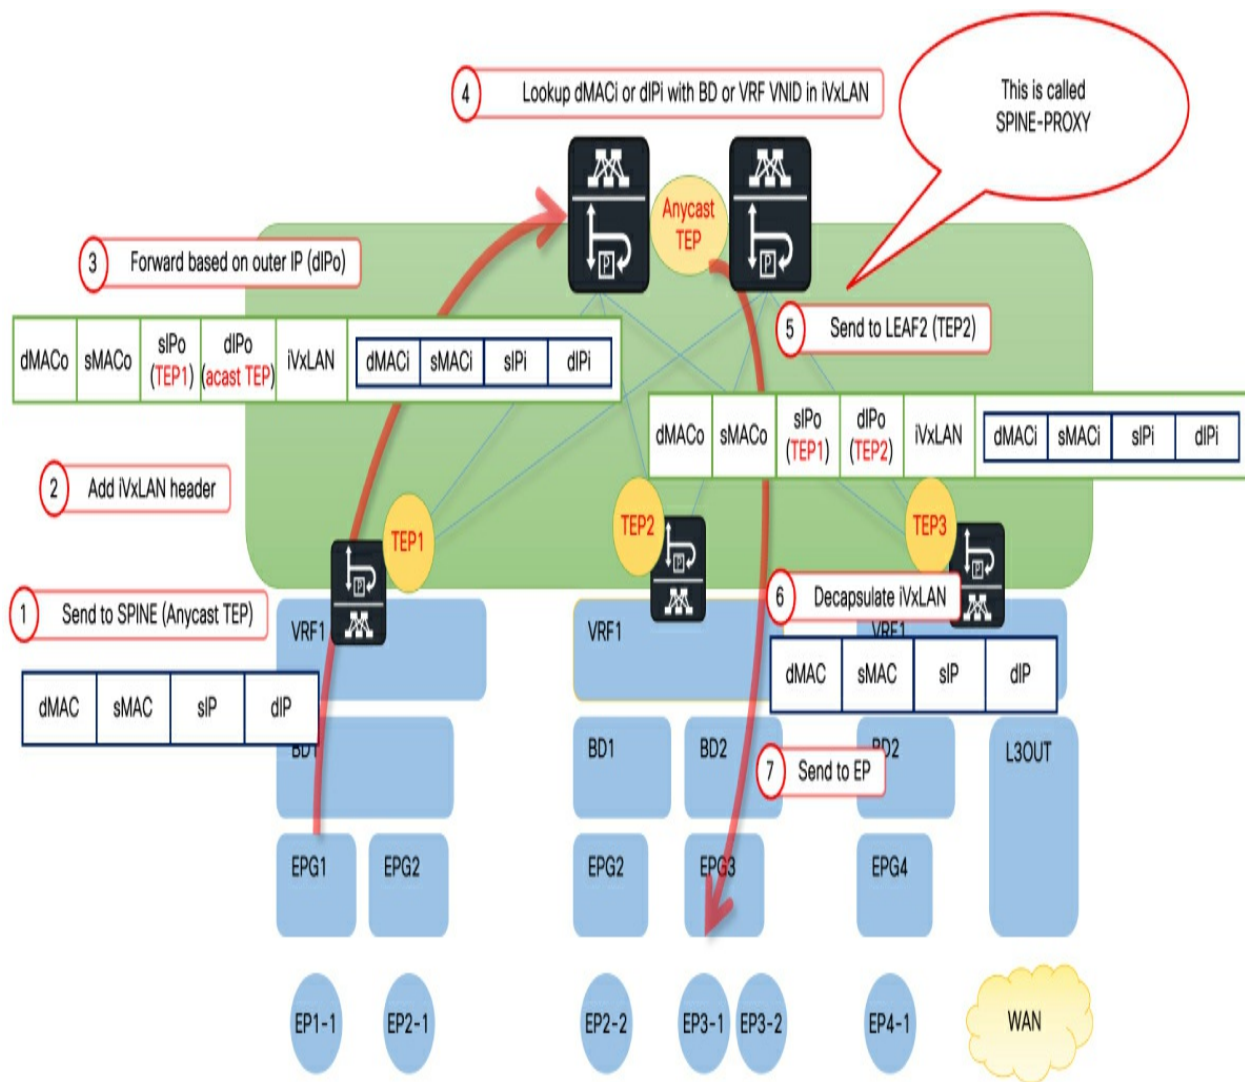 4 Lookup dMACi or dIPi with BD or VRF VNID in iVxLAN
This is called
SPINE-PROXY
Anycast
TEP
3 Forward based on outer IP (dIPo)
5 Send to LEAF2 (TEP2)
dMACo sMACo sIPo (TEP1) dIPo (acast TEP) iVxLAN dMACi sMACi sIPi dIPi
dMACo sMACo sIPo (TEP1) dIPo (TEP2) iVxLAN dMACi sMACi sIPi dIPi
2 Add iVxLAN header
TEP1
TEP2
TEP3
P
P
P
P
P
1 Send to SPINE (Anycast TEP)
6 Decapsulate iVxLAN
VRF1
VRF1
VRF1
dMAC sMAC sIP dIP
dMAC sMAC sIP dIP
BD1
BD1
BD2
BD2
L3OUT
7 Send to EP
EPG1
EPG2
EPG2
EPG3
EPG4
EP1-1
EP2-1
EP2-2
EP3-1
EP3-2
EP4-1
WAN